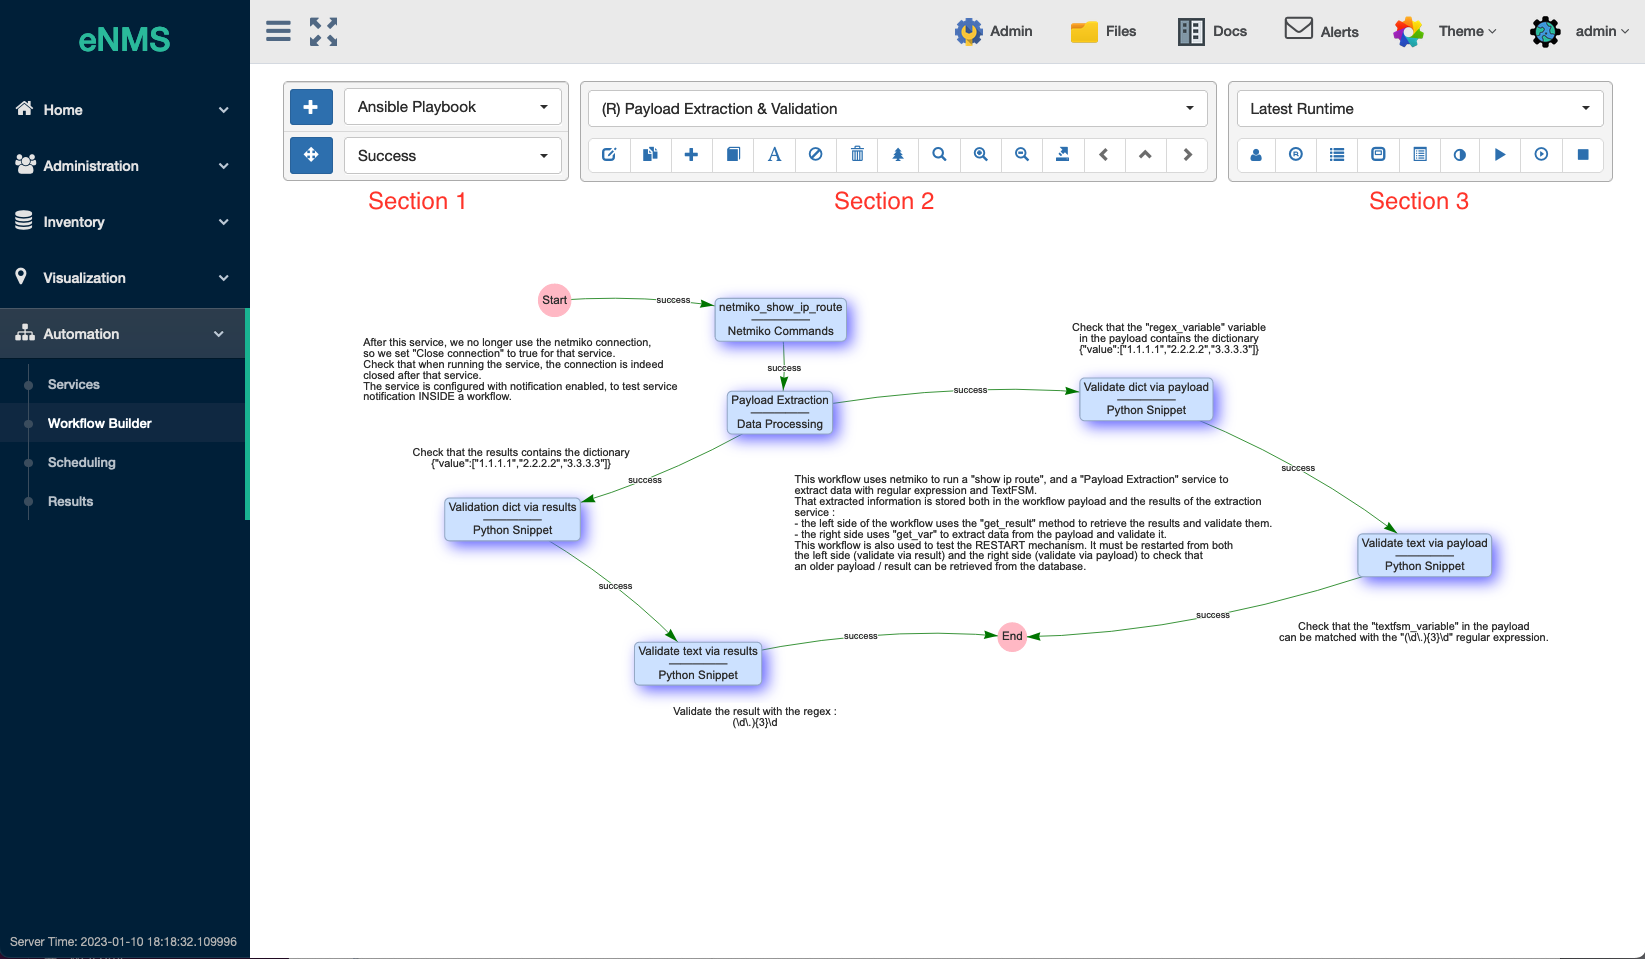 eNMS
Admin
Files
Docs
Alerts
Theme
admin
Home
Administration
Inventory
Visualization
Automation
Services
Workflow Builder
Scheduling
Results
Server Time: 2023-01-10 18:18:32.109996
Ansible Playbook
Success
Section 1
(R) Payload Extraction & Validation
A
Section 2
Latest Runtime
R
Section 3
Start
success
netmiko_show_ip_route
Netmiko Commands
After this service, we no longer use the netmiko connection,
so we set "Close connection" to true for that service.
Check that when running the service, the connection is indeed
closed after that service.
The service is configured with notification enabled, to test service
notification INSIDE a workflow.
success
Payload Extraction
Data Processing
success
Check that the "regex_variable" variable
in the payload contains the dictionary
{"value":["1.1.1.1","2.2.2.2","3.3.3.3"]}
Validate dict via payload
Python Snippet
Check that the results contains the dictionary
{"value":["1.1.1.1","2.2.2.2","3.3.3.3"]}
success
Validation dict via results
Python Snippet
This workflow uses netmiko to run a "show ip route", and a "Payload Extraction" service to
extract data with regular expression and TextFSM.
That extracted information is stored both in the workflow payload and the results of the extraction
service :
- the left side of the workflow uses the "get_result" method to retrieve the results and validate them.
- the right side uses "get_var" to extract data from the payload and validate it.
This workflow is also used to test the RESTART mechanism. It must be restarted from both
the left side (validate via result) and the right side (validate via payload) to check that
an older payload / result can be retrieved from the database.
success
Validate text via payload
Python Snippet
success
success
Check that the "textfsm_variable" in the payload
can be matched with the "(\d\.){3}\d" regular expression.
Validate text via results
Python Snippet
success
End
Validate the result with the regex :
(\d\.){3}\d